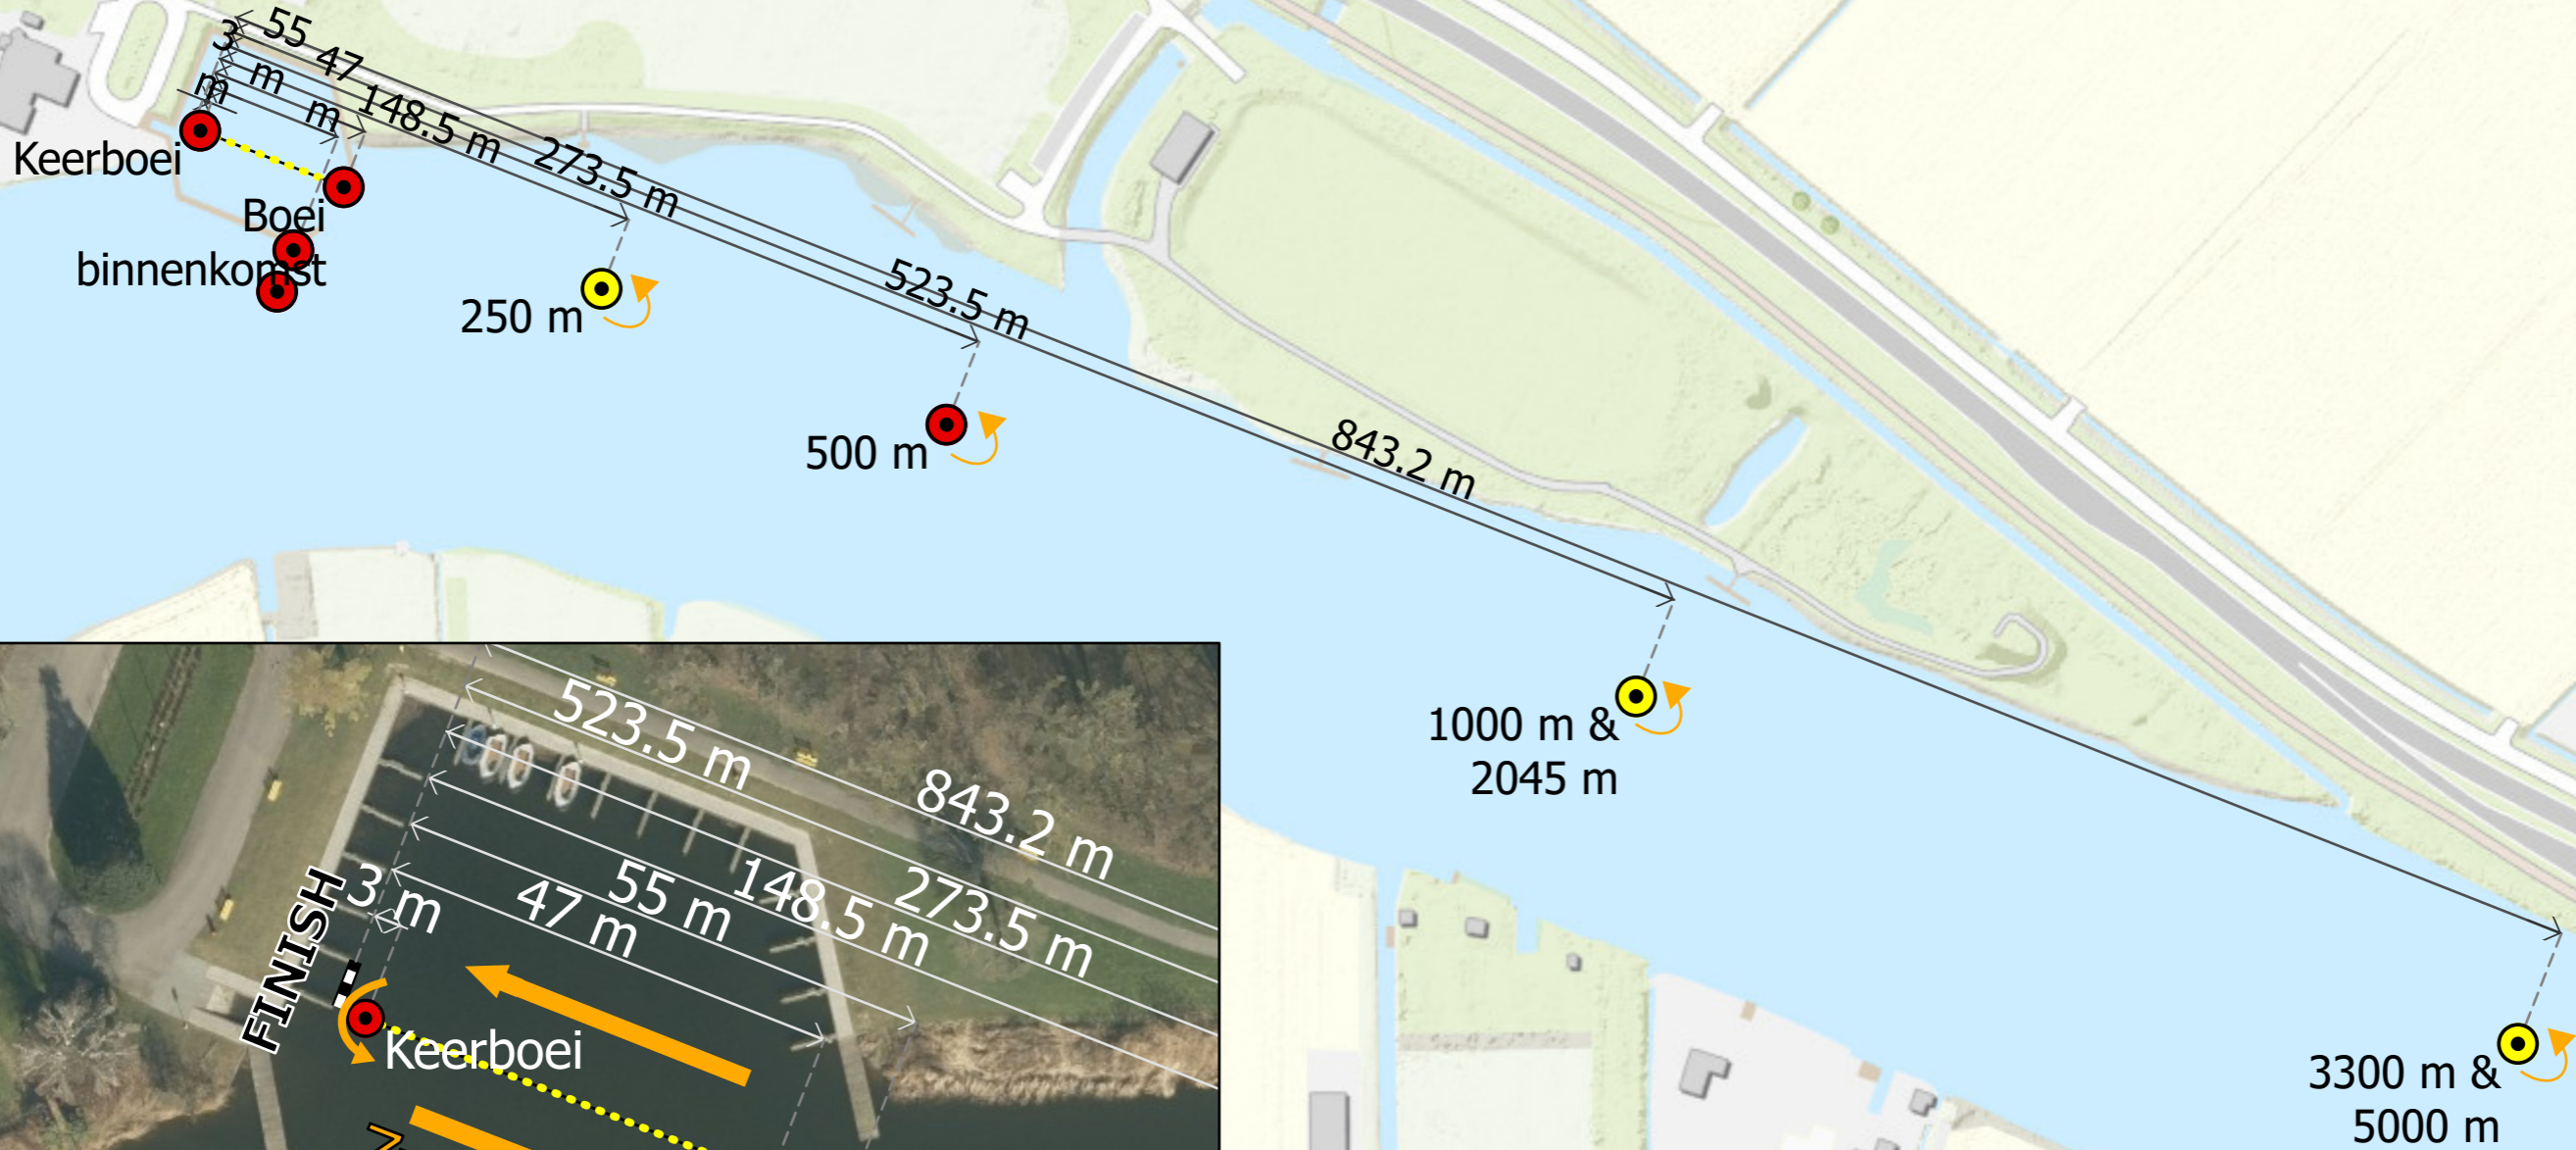 55
3
47
m
m
m
148.5 m
273.5 m
Keerboei
Boei
binnenkomst
250 m
523.5 m
500 m
843.2 m
1000 m &
2045 m
3300 m &
5000 m
523.5 m
843.2 m
3 m
47 m
55 m
148.5 m
273.5 m
FINISH
Keerboei